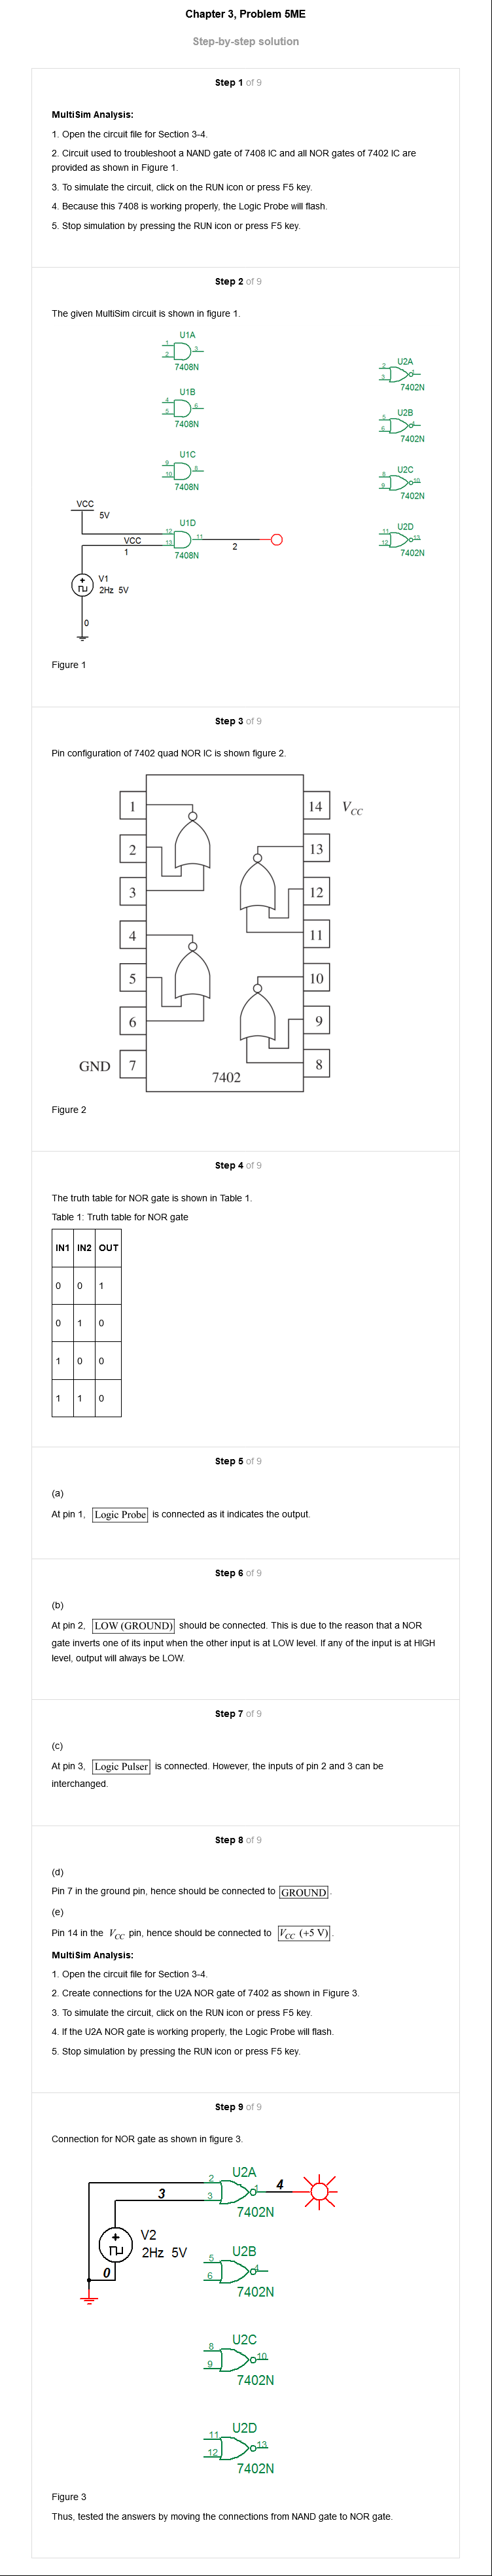 Chapter 3, Problem 5ME
Step-by-step solution
Step 1 of 9
MultiSim Analysis:
1. Open the circuit file for Section 3-4.
2. Circuit used to troubleshoot a NAND gate of 7408 IC and all NOR gates of 7402 IC are
provided as shown in Figure 1.
3. To simulate the circuit, click on the RUN icon or press F5 key.
4. Because this 7408 is working properly, the Logic Probe will flash.
5. Stop simulation by pressing the RUN icon or press F5 key.
Step 2 of 9
The given MultiSim circuit is shown in figure 1.
U1A
1
2
3
7408N
U2A
2
3
1
7402N
U1B
4
5
6
7408N
U2B
5
6
4
7402N
U1C
9
10
8
7408N
U2C
8
9
10
7402N
VCC
5V
U1D
12
13
11
7408N
VCC
1
2
U2D
11
12
13
7402N
V1
2Hz 5V
0
Figure 1
Step 3 of 9
Pin configuration of 7402 quad NOR IC is shown figure 2.
1
14 VCC
2
13
3
12
4
11
5
10
6
9
GND 7
8
7402
Figure 2
Step 4 of 9
The truth table for NOR gate is shown in Table 1.
Table 1: Truth table for NOR gate
IN1 IN2 OUT
0 0 1
0 1 0
1 0 0
1 1 0
Step 5 of 9
(a)
At pin 1, Logic Probe is connected as it indicates the output.
Step 6 of 9
(b)
At pin 2, LOW (GROUND) should be connected. This is due to the reason that a NOR
gate inverts one of its input when the other input is at LOW level. If any of the input is at HIGH
level, output will always be LOW.
Step 7 of 9
(c)
At pin 3, Logic Pulser is connected. However, the inputs of pin 2 and 3 can be
interchanged.
Step 8 of 9
(d)
Pin 7 in the ground pin, hence should be connected to GROUND.
(e)
Pin 14 in the VCC pin, hence should be connected to VCC (+5 V).
MultiSim Analysis:
1. Open the circuit file for Section 3-4.
2. Create connections for the U2A NOR gate of 7402 as shown in Figure 3.
3. To simulate the circuit, click on the RUN icon or press F5 key.
4. If the U2A NOR gate is working properly, the Logic Probe will flash.
5. Stop simulation by pressing the RUN icon or press F5 key.
Step 9 of 9
Connection for NOR gate as shown in figure 3.
U2A
2
3
3
1
4
7402N
V2
2Hz 5V
0
U2B
5
6
4
7402N
U2C
8
9
10
7402N
U2D
11
12
13
7402N
Figure 3
Thus, tested the answers by moving the connections from NAND gate to NOR gate.